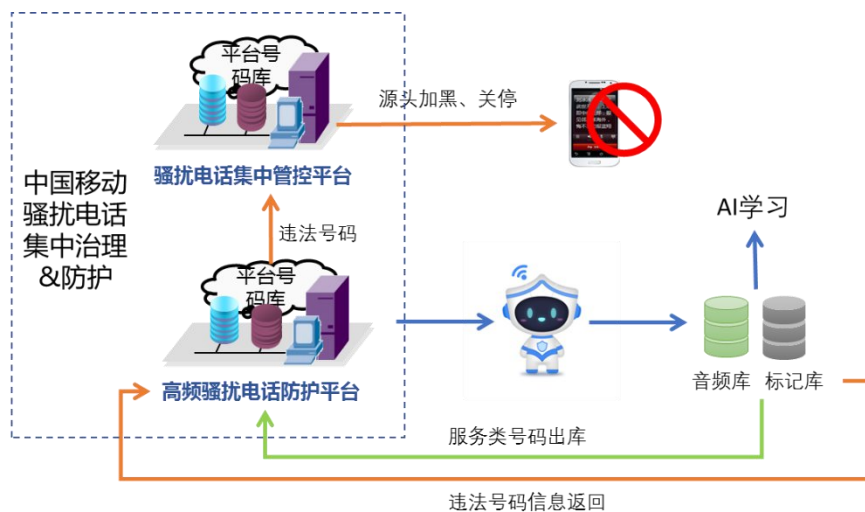 平台号
码库
源头加黑、关停
骚扰电话集中管控平台
中国移动
骚扰电话
集中治理
&防护
违法号码
AI学习
平台号
码库
高频骚扰电话防护平台
音频库 标记库
服务类号码出库
违法号码信息返回